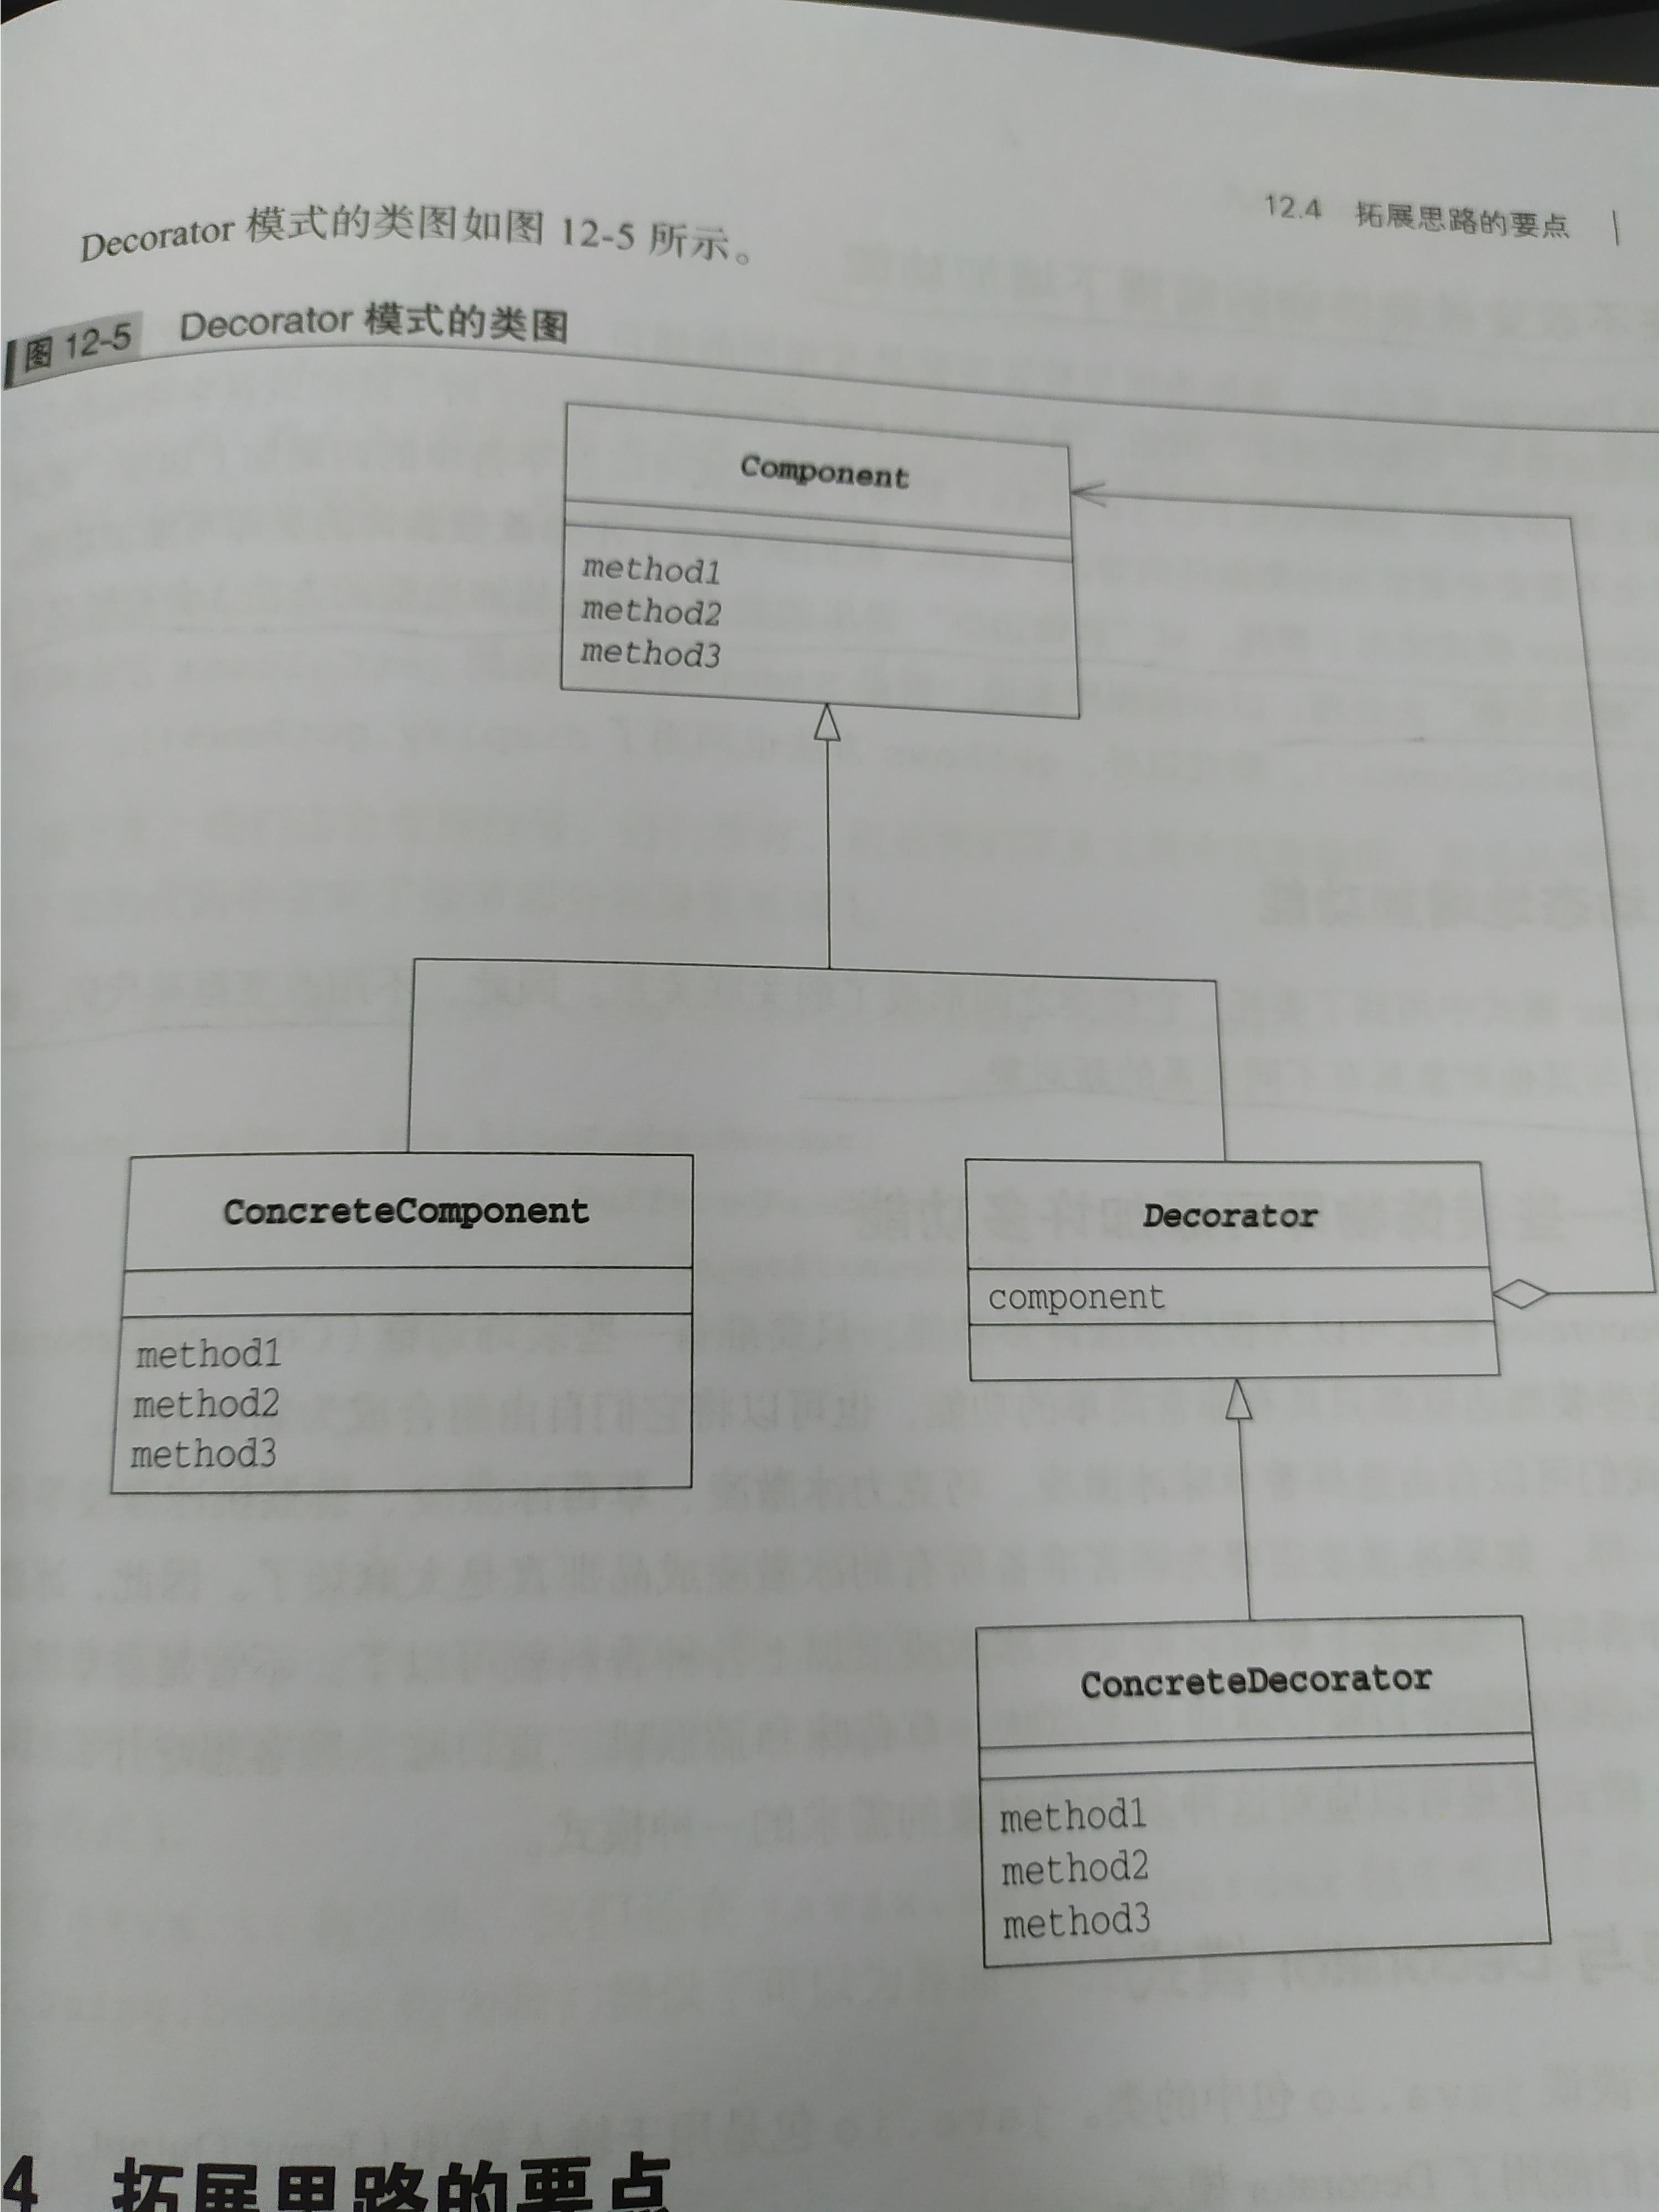 12.4 拓展思路的要点
Decorator 模式的类图如图 12-5 所示。
图 12-5 Decorator 模式的类图
Component
method1
method2
method3
ConcreteComponent
method1
method2
method3
Decorator
component
ConcreteDecorator
method1
method2
method3
4 拓展思路的要点